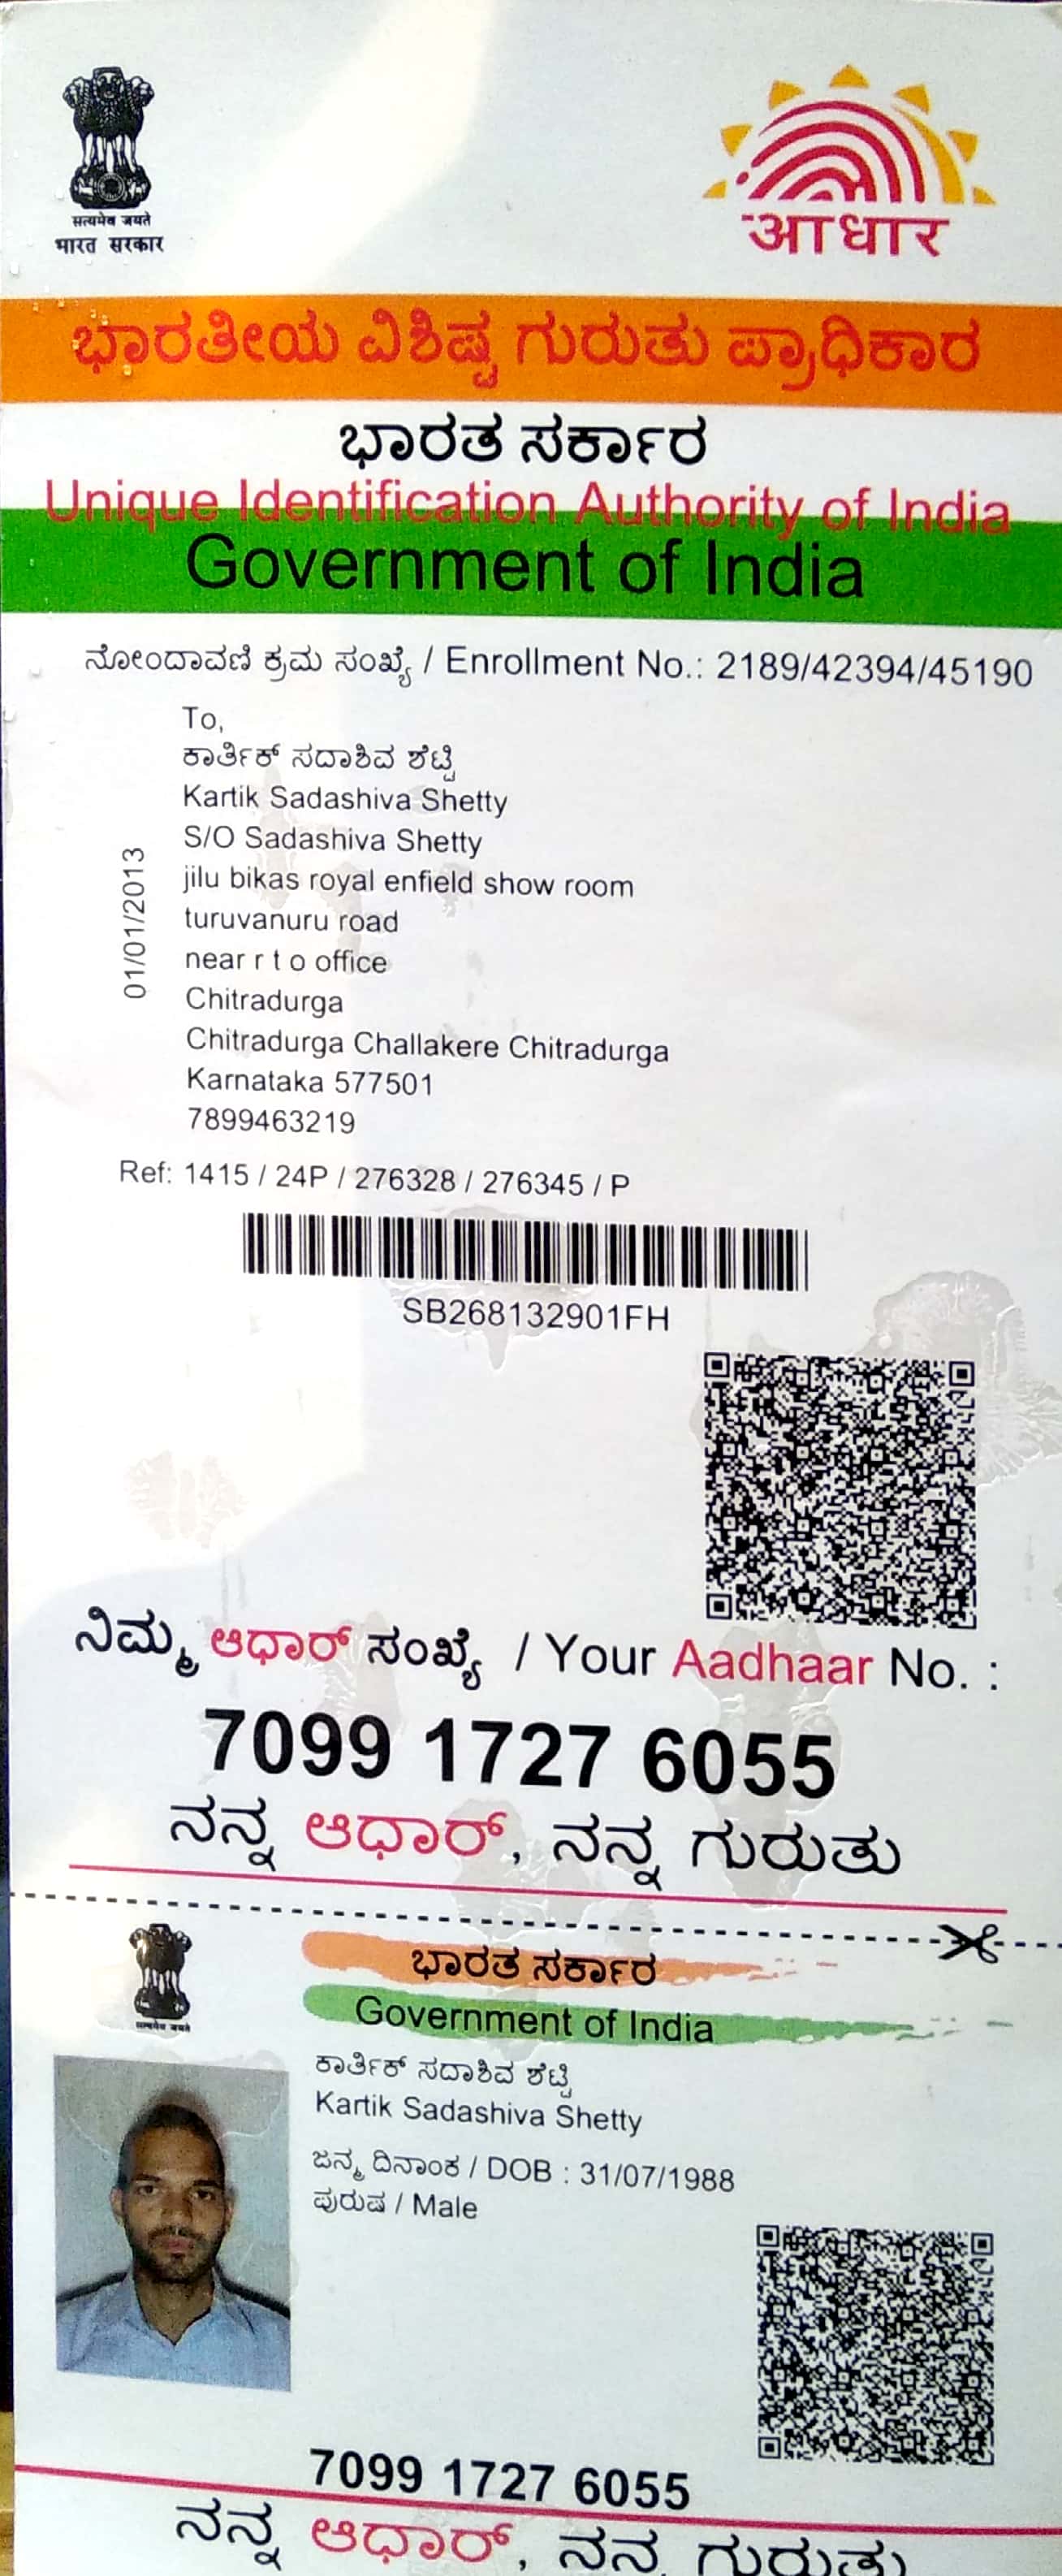 सत्यमेव जयते
भारत सरकार
आधार
ಭಾರತೀಯ ವಿಶಿಷ್ಟ ಗುರುತು ಪ್ರಾಧಿಕಾರ
ಭಾರತ ಸರ್ಕಾರ
Unique Identification Authority of India
Government of India
ನೋಂದಾವಣಿ ಕ್ರಮ ಸಂಖ್ಯೆ / Enrollment No.: 2189/42394/45190
To,
ಕಾರ್ತಿಕ್ ಸದಾಶಿವ ಶೆಟ್ಟಿ
Kartik Sadashiva Shetty
S/O Sadashiva Shetty
jilu bikas royal enfield show room
turuvanuru road
near r t o office
Chitradurga
Chitradurga Challakere Chitradurga
Karnataka 577501
7899463219
01/01/2013
Ref: 1415 / 24P / 276328 / 276345 / P
SB268132901FH
ನಿಮ್ಮ ಆಧಾರ್ ಸಂಖ್ಯೆ / Your Aadhaar No. :
7099 1727 6055
ನನ್ನ ಆಧಾರ್, ನನ್ನ ಗುರುತು
सत्यमेव जयते
ಭಾರತ ಸರ್ಕಾರ
Government of India
ಕಾರ್ತಿಕ್ ಸದಾಶಿವ ಶೆಟ್ಟಿ
Kartik Sadashiva Shetty
ಜನ್ಮ ದಿನಾಂಕ / DOB : 31/07/1988
ಪುರುಷ / Male
7099 1727 6055
ನನ್ನ ಆಧಾರ್, ನನ್ನ ಗುರುತು